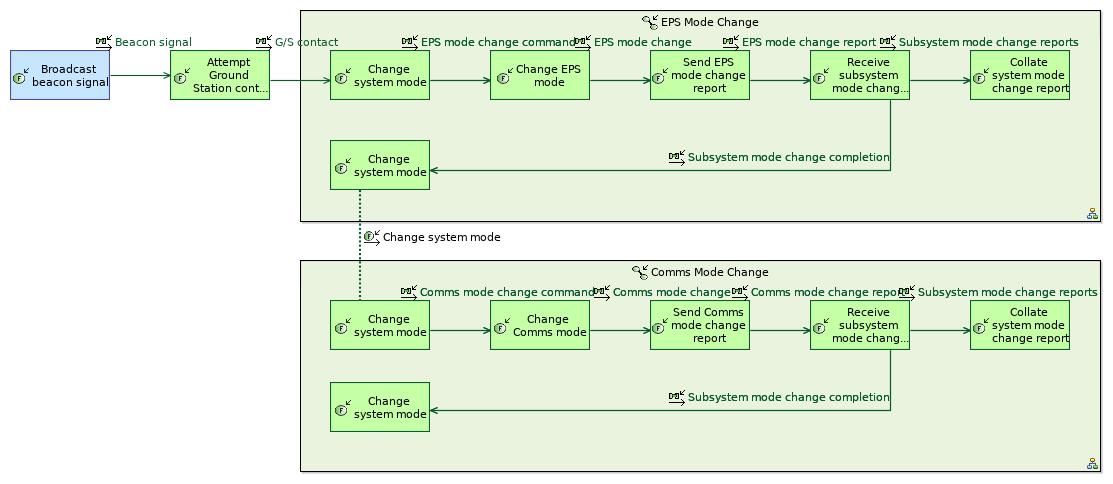 EPS Mode Change
Beacon signal
G/S contact
EPS mode change command
EPS mode change
EPS mode change report
Subsystem mode change reports
Broadcast
beacon signal
Attempt
Ground
Station cont...
Change
system mode
Change EPS
mode
Send EPS
mode change
report
Receive
subsystem
mode chang...
Collate
system mode
change report
Subsystem mode change completion
Change
system mode
Change system mode
Comms Mode Change
Comms mode change command
Comms mode change
Comms mode change report
Subsystem mode change reports
Change
system mode
Change
Comms mode
Send Comms
mode change
report
Receive
subsystem
mode chang...
Collate
system mode
change report
Subsystem mode change completion
Change
system mode